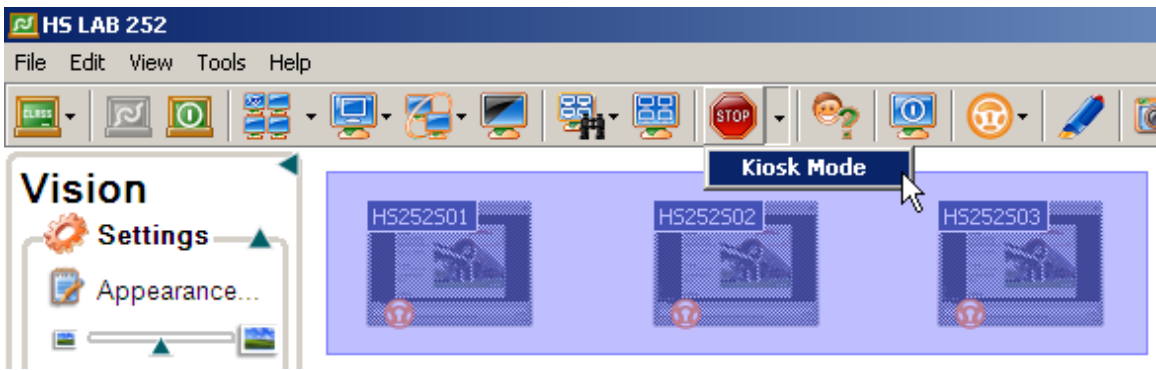 HS LAB 252
File Edit View Tools Help
CLASS
STOP
Kiosk Mode
Vision
Settings
Appearance...
HS252S01 HS252S02 HS252S03